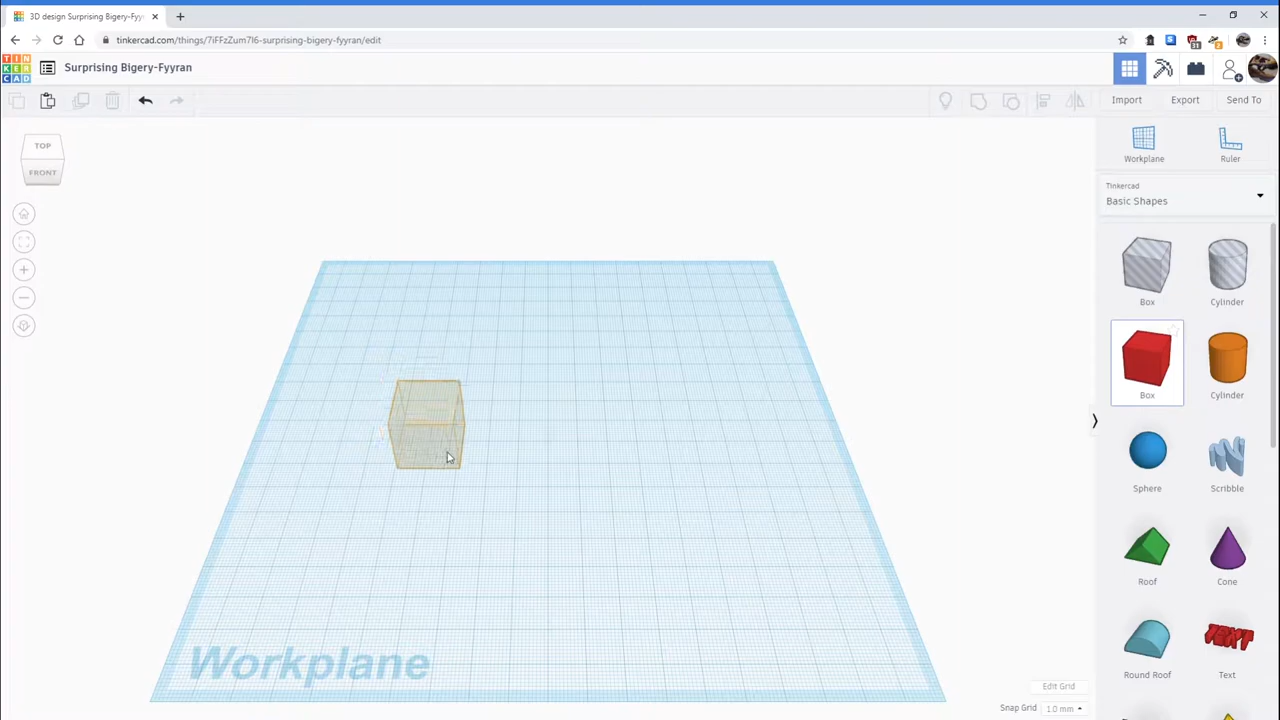 3D design Surprising Bigery-Fyy
tinkercad.com/things/7iFFzZum7I6-surprising-bigery-fyyran/edit
31
TIN
KER
CAD
Surprising Bigery-Fyyran
Import
Export
Send To
TOP
FRONT
Workplane
Ruler
Tinkercad
Basic Shapes
Box
Cylinder
Box
Cylinder
Sphere
Scribble
Roof
Cone
TEXT
Round Roof
Text
Workplane
Edit Grid
Snap Grid
1.0 mm